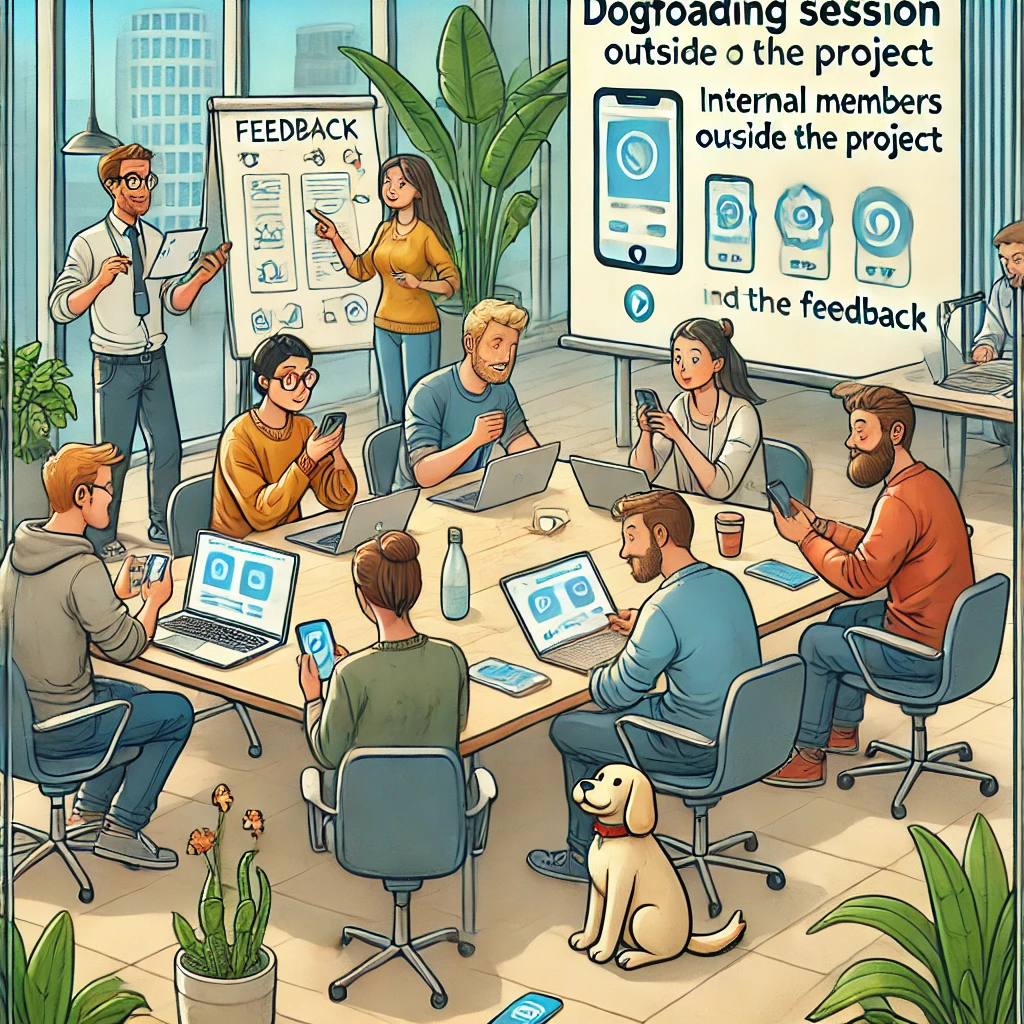 Dogfoading session
outside o the project
Internal members
ouside the project
ind the feedback
FEEDBACK